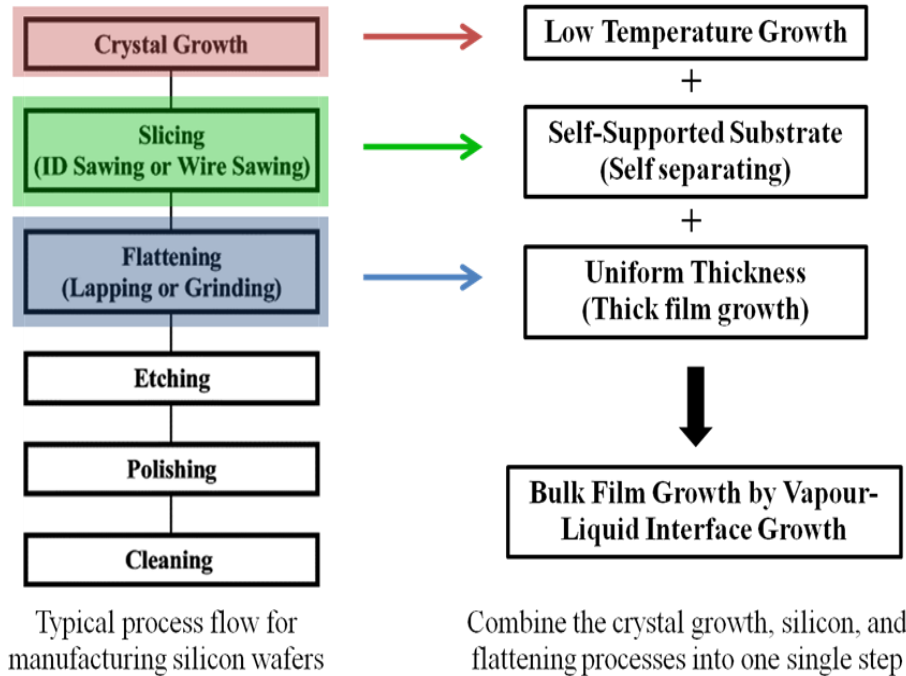 Crystal Growth
Slicing
(ID Sawing or Wire Sawing)
Flattening
(Lapping or Grinding)
Etching
Polishing
Cleaning
Typical process flow for
manufacturing silicon wafers
Low Temperature Growth
+
Self-Supported Substrate
(Self separating)
+
Uniform Thickness
(Thick film growth)
Bulk Film Growth by Vapour-
Liquid Interface Growth
Combine the crystal growth, silicon, and
flattening processes into one single step